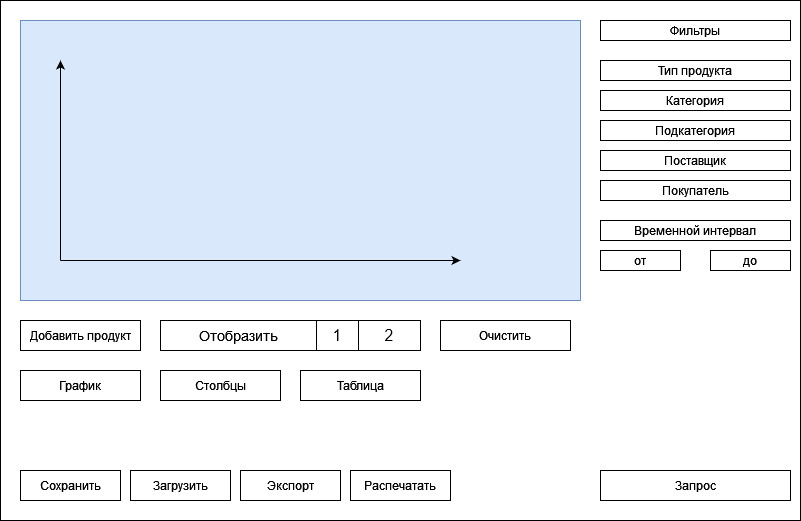 Фильтры
Тип продукта
Категория
Подкатегория
Поставщик
Покупатель
Временной интервал
от до
Добавить продукт Отобразить 1 2 Очистить
График Столбцы Таблица
Сохранить Загрузить Экспорт Распечатать Запрос